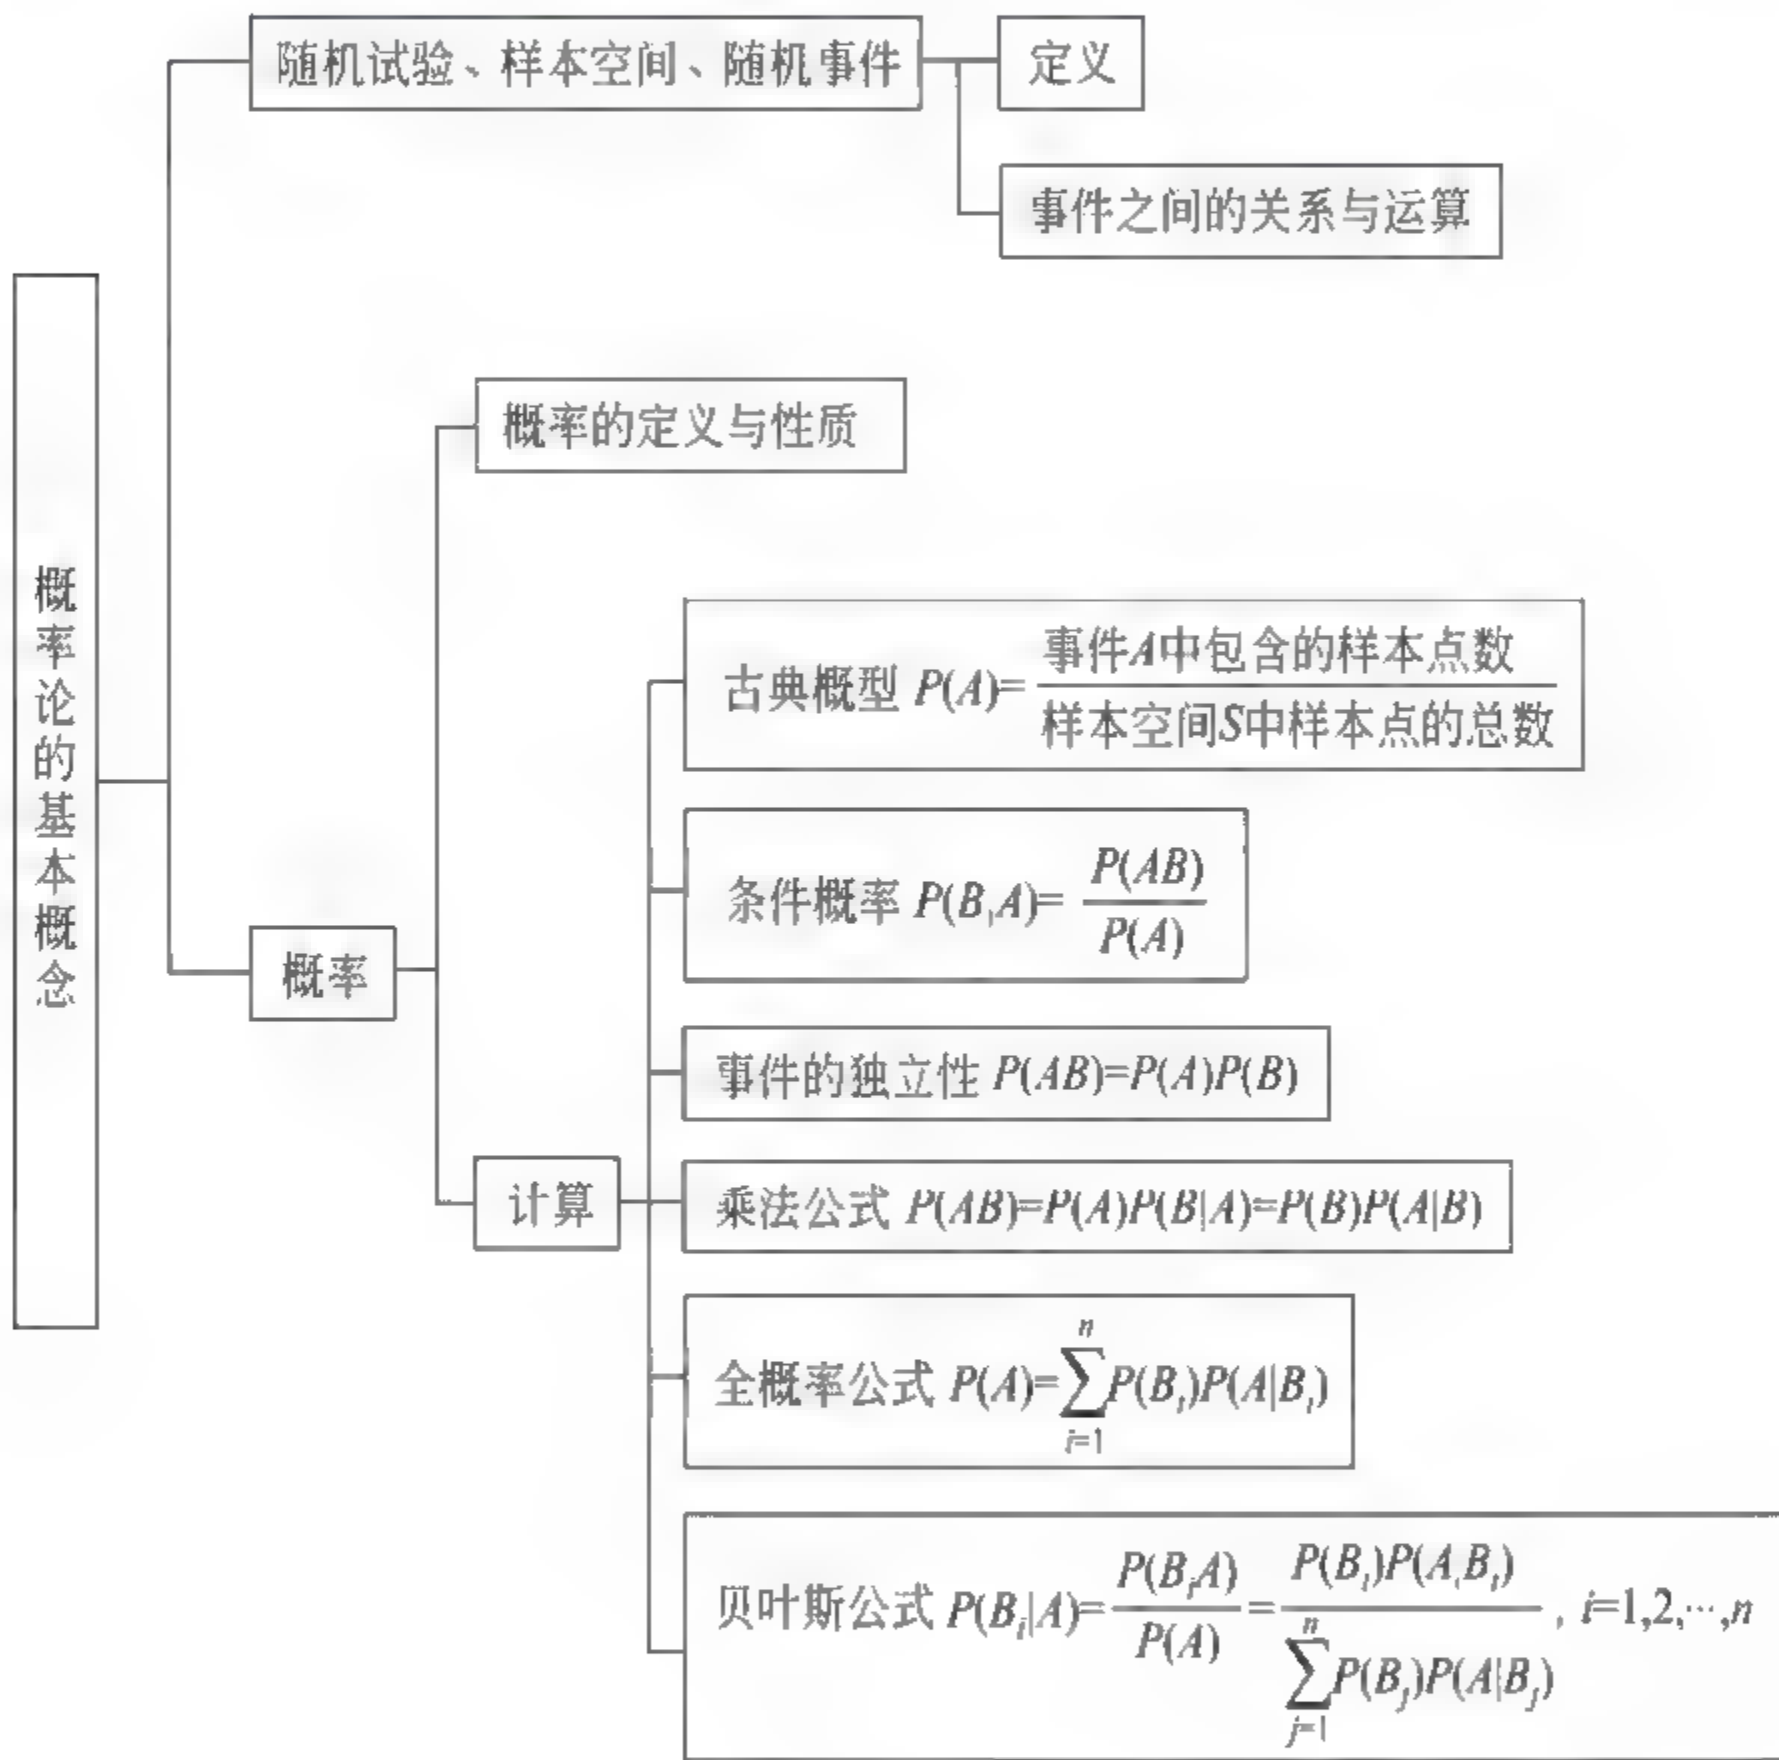 随机试验、样本空间、随机事件
定义
事件之间的关系与运算
概率论的基本概念
概率的定义与性质
古典概型 P(A)=事件A中包含的样本点数/样本空间S中样本点的总数
条件概率 P(B|A)=P(AB)/P(A)
概率
事件的独立性 P(AB)=P(A)P(B)
计算
乘法公式 P(AB)=P(A)P(B|A)=P(B)P(A|B)
全概率公式 P(A)=∑_{i=1}^{n}P(B_i)P(A|B_i)
贝叶斯公式 P(B_i|A)=P(B_iA)/P(A)=P(B_i)P(A|B_i)/∑_{j=1}^{n}P(B_j)P(A|B_j), i=1,2,⋯,n